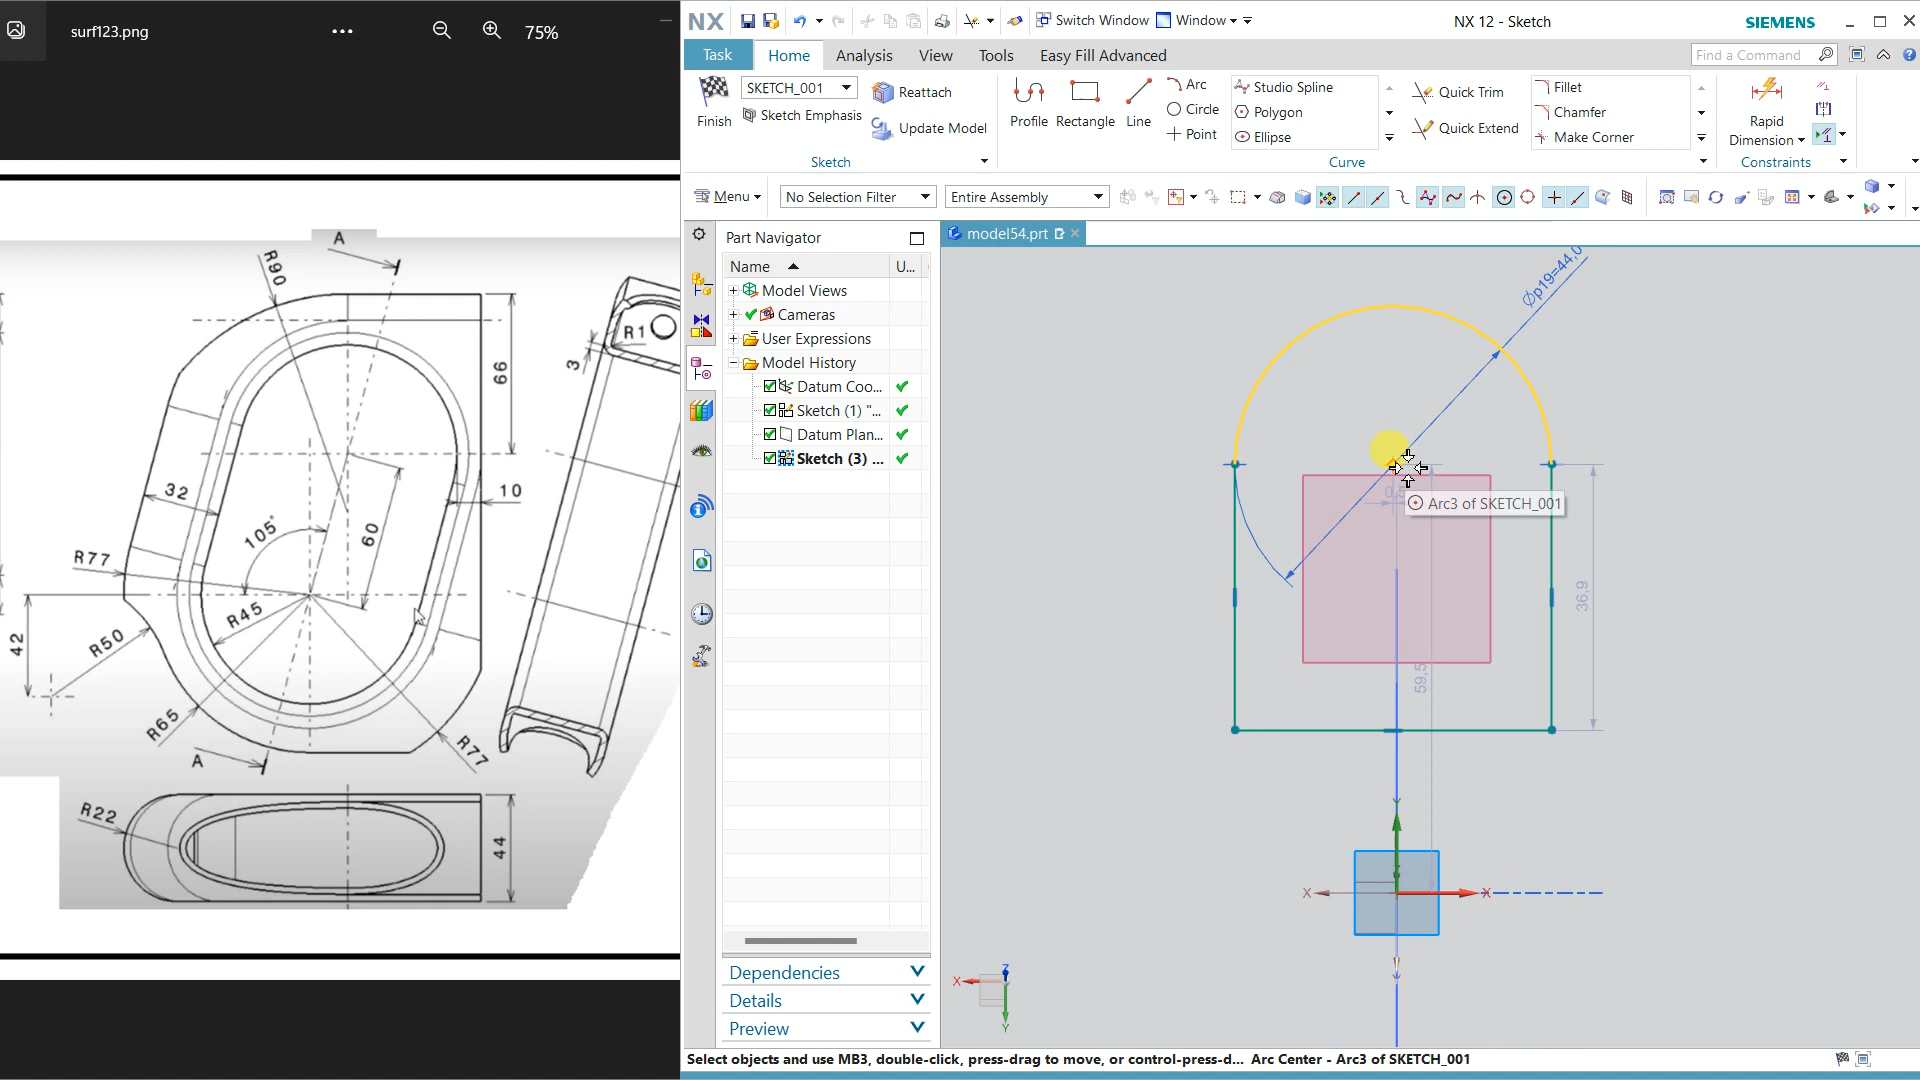 surf123.png
75%
A
R90
66
R1
3
32
10
105°
60
R77
42
R45
R50
R65
A
R77
R22
44
NX
Switch Window
Window
NX 12 - Sketch
SIEMENS
Task
Home
Analysis
View
Tools
Easy Fill Advanced
Find a Command
Finish
SKETCH_001
Sketch Emphasis
Reattach
Update Model
Sketch
Profile
Rectangle
Line
Arc
Circle
Point
Studio Spline
Polygon
Ellipse
Quick Trim
Quick Extend
Fillet
Chamfer
Make Corner
Curve
Rapid
Dimension
Constraints
Menu
No Selection Filter
Entire Assembly
Part Navigator
model54.prt
Name
U...
Model Views
Cameras
User Expressions
Model History
Datum Coo...
Sketch (1) "...
Datum Plan...
Sketch (3) ...
Dependencies
Details
Preview
Øp19=44,0
Arc3 of SKETCH_001
36,9
59,5
Y
X
X
Z
X
Y
Select objects and use MB3, double-click, press-drag to move, or control-press-d... Arc Center - Arc3 of SKETCH_001